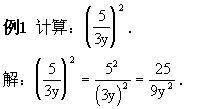 例1 计算：(5/3y)²．
解：(5/3y)² = 5²/(3y)² = 25/9y²．